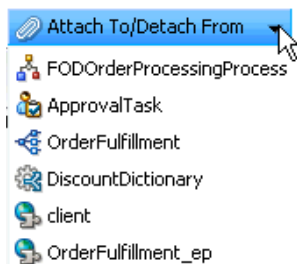 Attach To/Detach From
FODOrderProcessingProcess
ApprovalTask
OrderFulfillment
DiscountDictionary
client
OrderFulfillment_ep